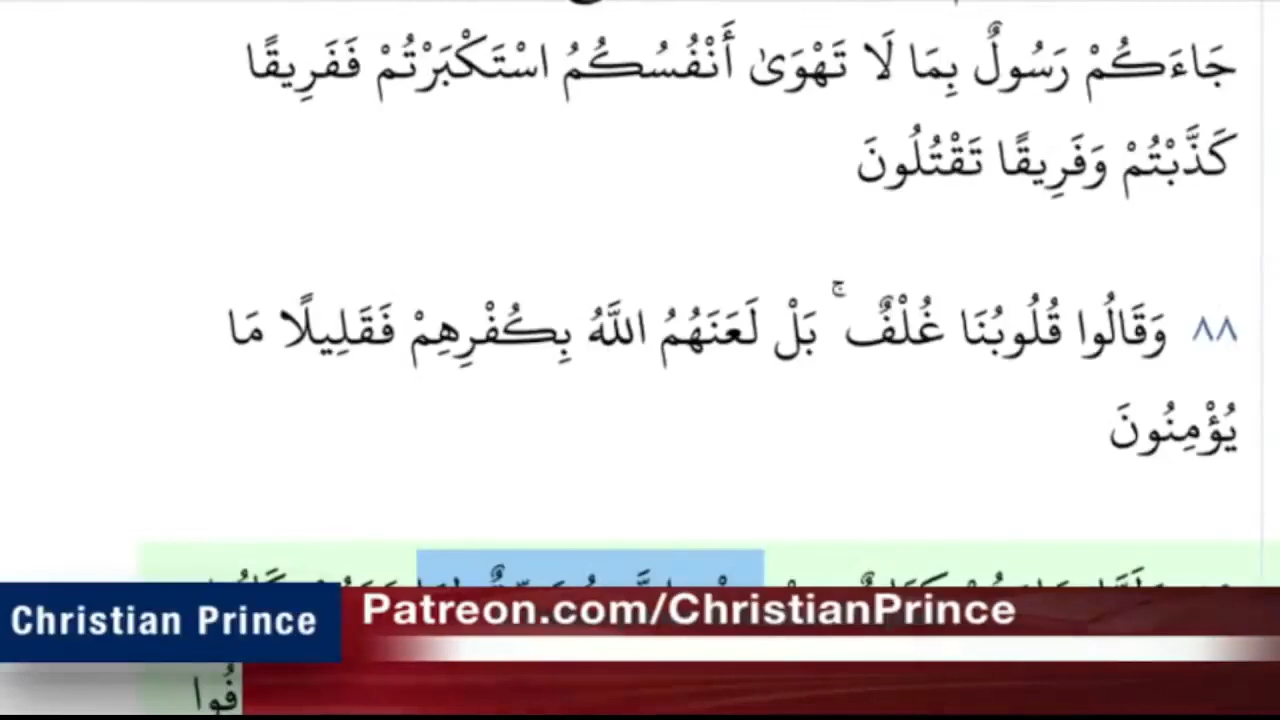 جَاءَكُمْ رَسُولٌ بِمَا لَا تَهْوَىٰ أَنْفُسُكُمُ اسْتَكْبَرْتُمْ فَفَرِيقًا
كَذَّبْتُمْ وَفَرِيقًا تَقْتُلُونَ
٨٨ وَقَالُوا قُلُوبُنَا غُلْفٌ ۚ بَلْ لَعَنَهُمُ اللَّهُ بِكُفْرِهِمْ فَقَلِيلًا مَا
يُؤْمِنُونَ
Christian Prince
Patreon.com/ChristianPrince